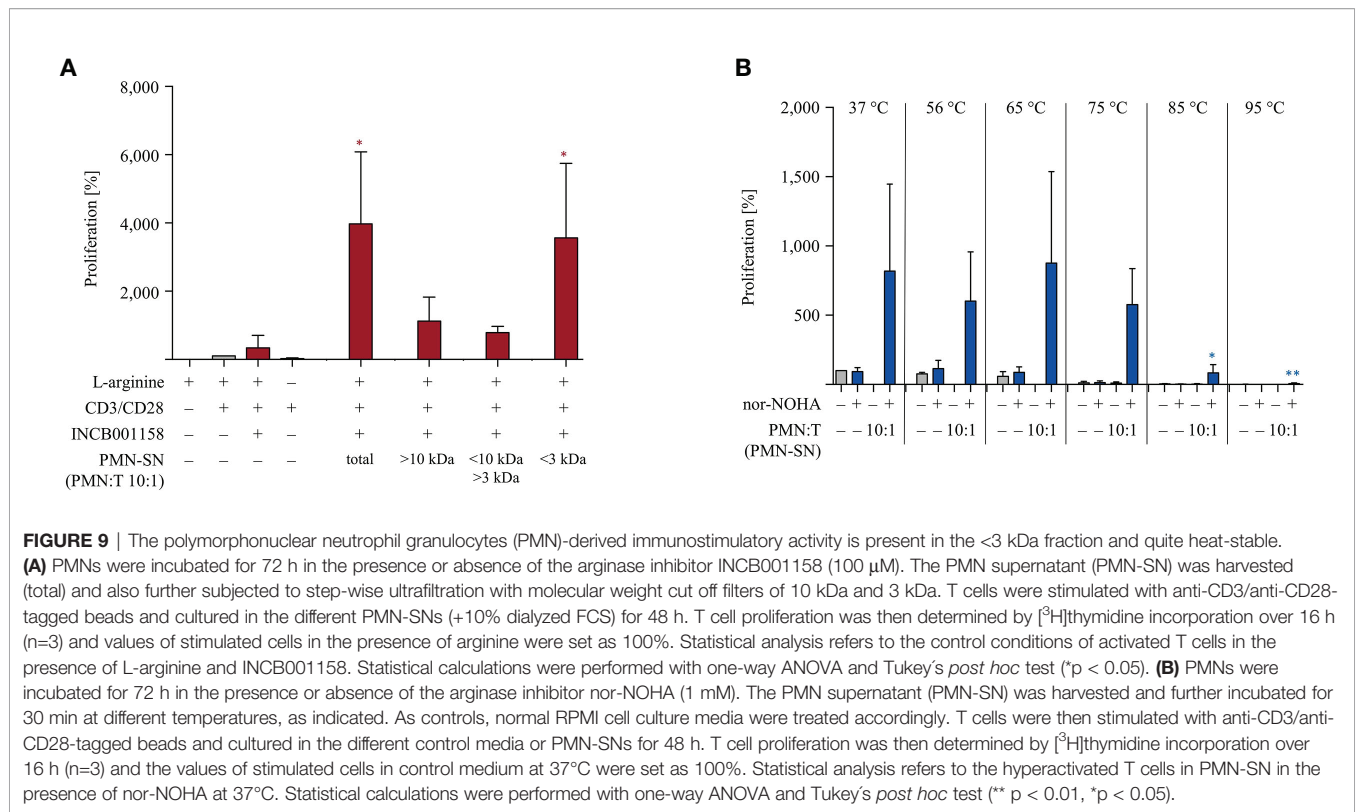 A
8,000
6,000
4,000
2,000
Proliferation [%]
*
*
L-arginine + + + – + + + +
CD3/CD28 – + + + + + + +
INCB001158 – – + – + + + +
PMN-SN – – – – total >10 kDa <10 kDa <3 kDa
(PMN:T 10:1) >3 kDa
B
2,000
1,500
1,000
500
Proliferation [%]
37 °C 56 °C 65 °C 75 °C 85 °C 95 °C
*
**
nor-NOHA – + – + – + – + – + – + – + – + – + – + – + – +
PMN:T – – 10:1 – – 10:1 – – 10:1 – – 10:1 – – 10:1 – – 10:1
(PMN-SN)
FIGURE 9 | The polymorphonuclear neutrophil granulocytes (PMN)-derived immunostimulatory activity is present in the <3 kDa fraction and quite heat-stable.
(A) PMNs were incubated for 72 h in the presence or absence of the arginase inhibitor INCB001158 (100 μM). The PMN supernatant (PMN-SN) was harvested
(total) and also further subjected to step-wise ultrafiltration with molecular weight cut off filters of 10 kDa and 3 kDa. T cells were stimulated with anti-CD3/anti-CD28-
tagged beads and cultured in the different PMN-SNs (+10% dialyzed FCS) for 48 h. T cell proliferation was then determined by [³H]thymidine incorporation over 16 h
(n=3) and values of stimulated cells in the presence of arginine were set as 100%. Statistical analysis refers to the control conditions of activated T cells in the
presence of L-arginine and INCB001158. Statistical calculations were performed with one-way ANOVA and Tukey´s post hoc test (*p < 0.05). (B) PMNs were
incubated for 72 h in the presence or absence of the arginase inhibitor nor-NOHA (1 mM). The PMN supernatant (PMN-SN) was harvested and further incubated for
30 min at different temperatures, as indicated. As controls, normal RPMI cell culture media were treated accordingly. T cells were then stimulated with anti-CD3/anti-
CD28-tagged beads and cultured in the different control media or PMN-SNs for 48 h. T cell proliferation was then determined by [³H]thymidine incorporation over
16 h (n=3) and the values of stimulated cells in control medium at 37°C were set as 100%. Statistical analysis refers to the hyperactivated T cells in PMN-SN in the
presence of nor-NOHA at 37°C. Statistical calculations were performed with one-way ANOVA and Tukey´s post hoc test (** p < 0.01, *p < 0.05).